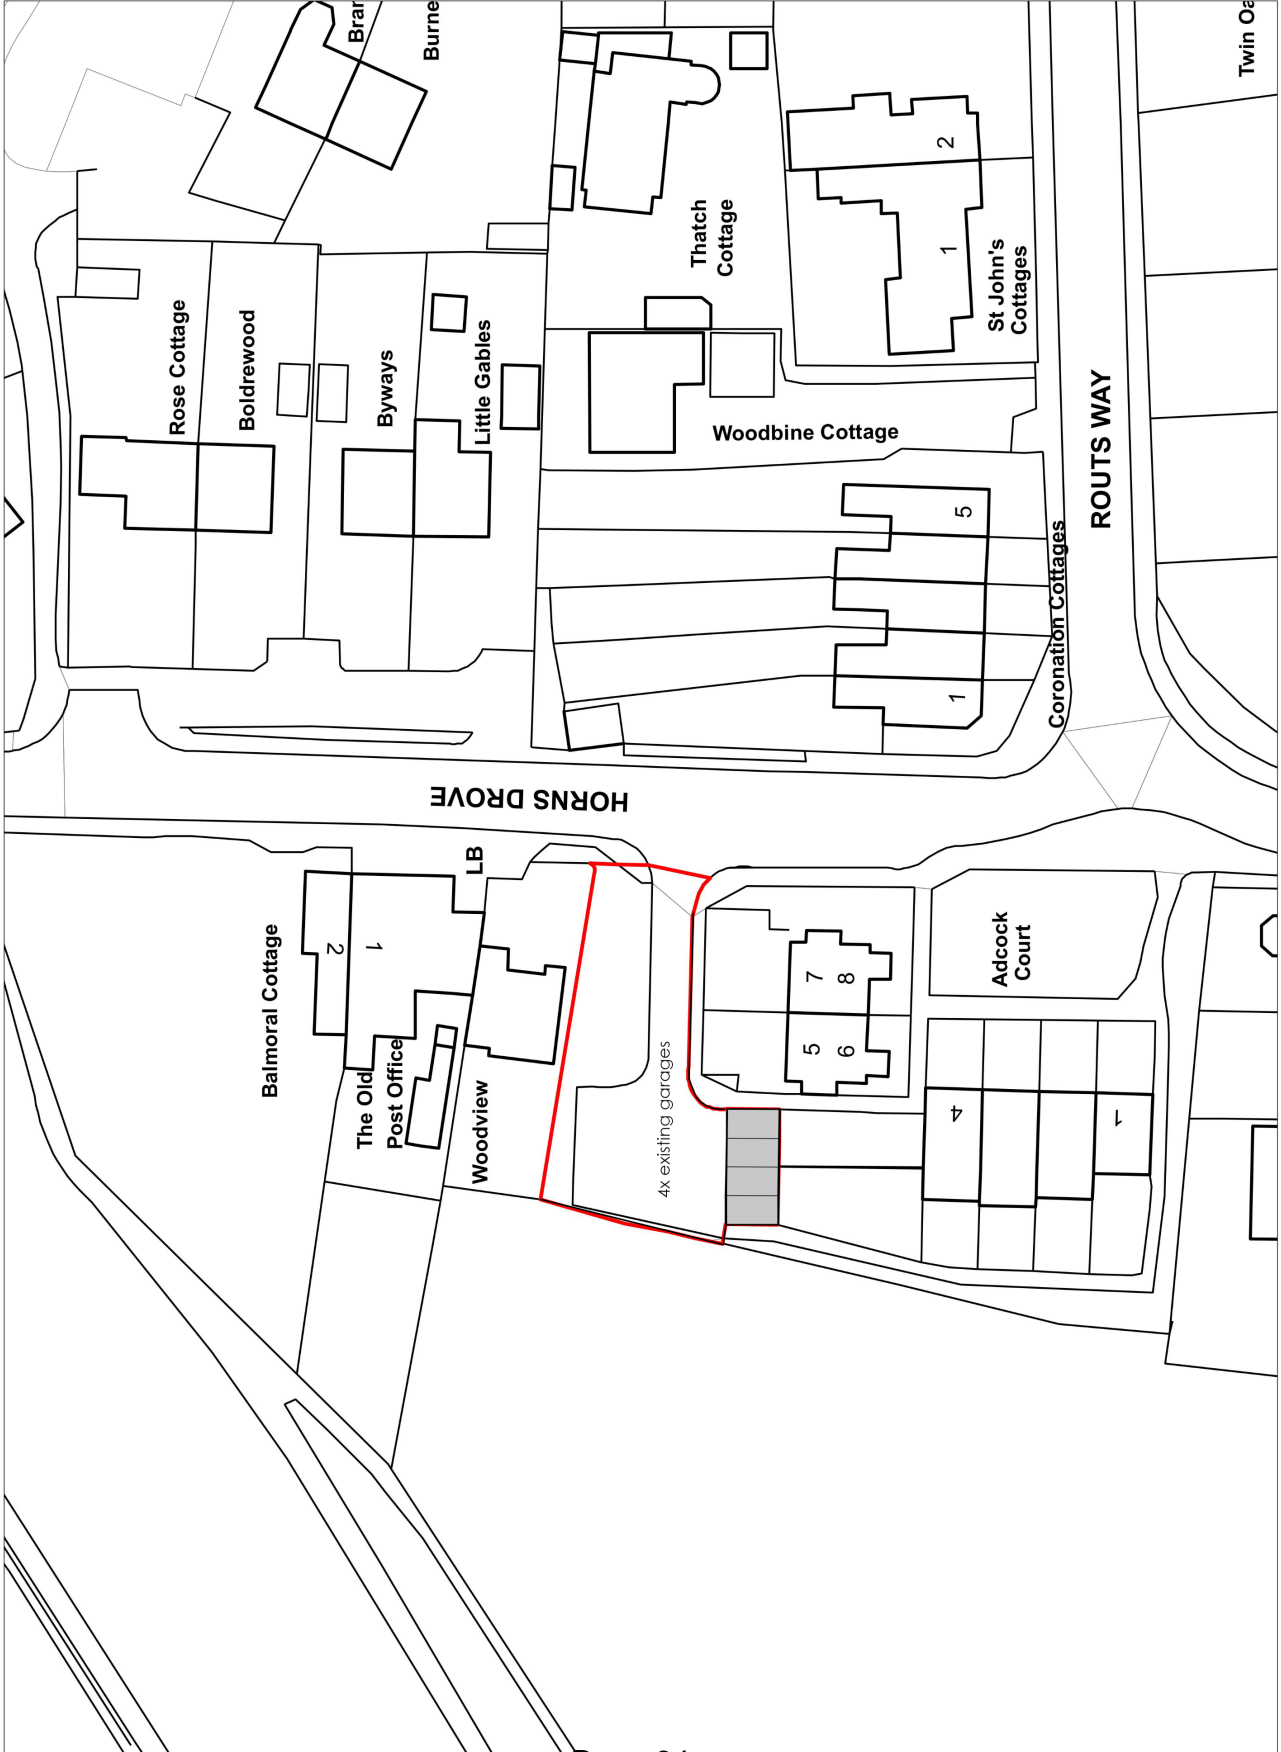 Bran
Burne
Twin Oa
Rose Cottage
Boldrewood
Byways
Little Gables
Thatch
Cottage
2
1
St John's
Cottages
Woodbine Cottage
ROUTS WAY
5
1
Coronation Cottages
HORNS DROVE
LB
Balmoral Cottage
2
1
The Old
Post Office
Woodview
4x existing garages
7
8
5
6
Adcock
Court
4
1